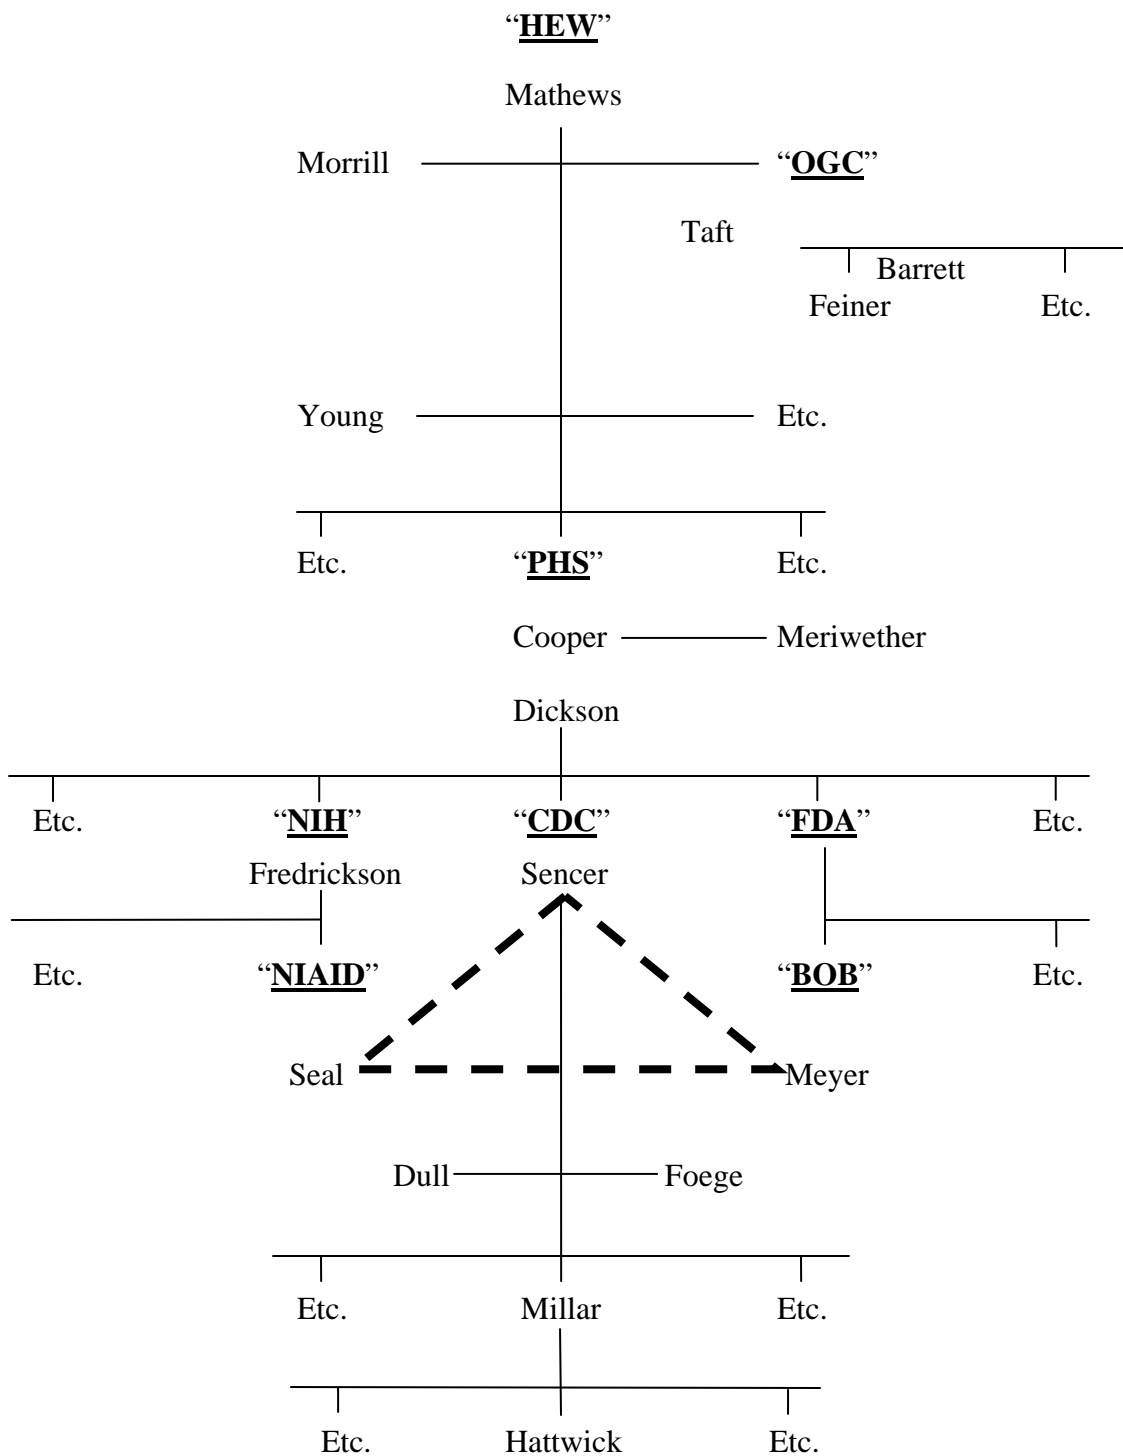 “HEW”
Mathews
Morrill “OGC”
Taft
Barrett
Feiner Etc.
Young Etc.
Etc. “PHS” Etc.
Cooper Meriwether
Dickson
Etc. “NIH” “CDC” “FDA” Etc.
Fredrickson Sencer
Etc. “NIAID” “BOB” Etc.
Seal Meyer
Dull Foege
Etc. Millar Etc.
Etc. Hattwick Etc.